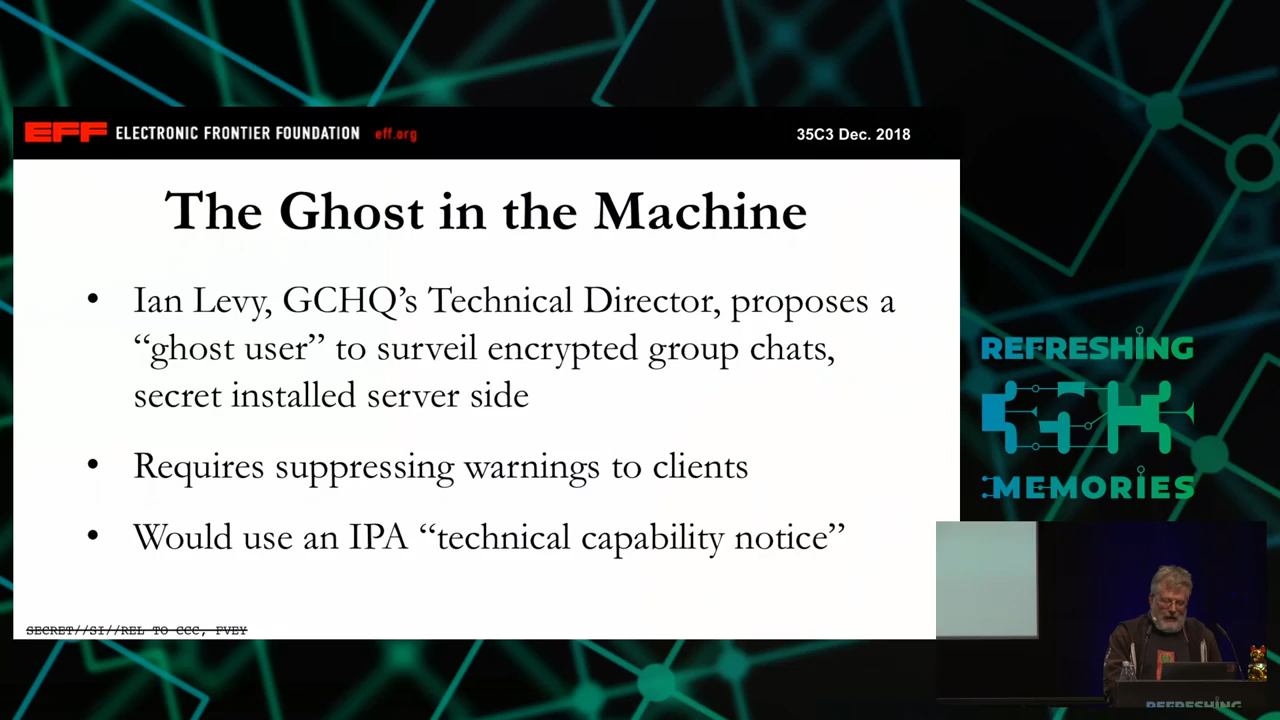 EFF ELECTRONIC FRONTIER FOUNDATION eff.org
35C3 Dec. 2018
The Ghost in the Machine
• Ian Levy, GCHQ’s Technical Director, proposes a
“ghost user” to surveil encrypted group chats,
secret installed server side
• Requires suppressing warnings to clients
• Would use an IPA “technical capability notice”
SECRET//SI//REL TO CCC, FVEY
REFRESHING
35C3
MEMORIES
REFRESHING